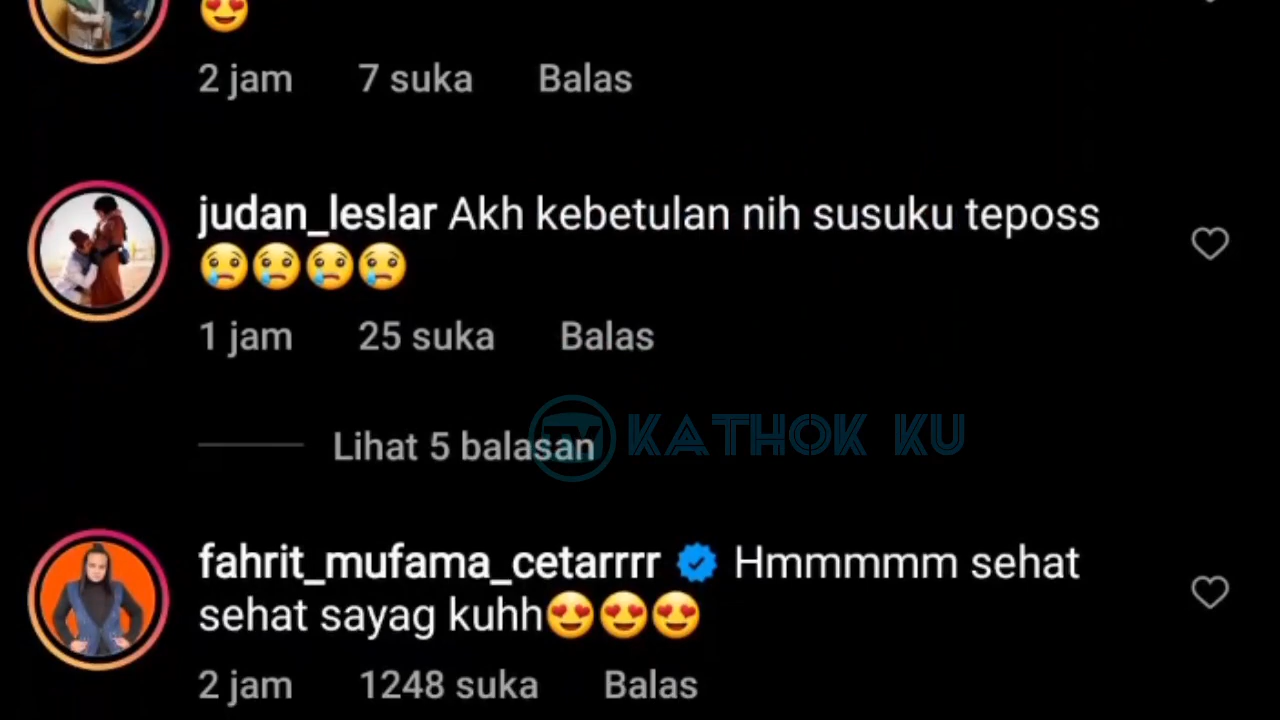 😍
2 jam 7 suka Balas
judan_leslar Akh kebetulan nih susuku teposs
😢😢😢😢
1 jam 25 suka Balas
Lihat 5 balasan
TV KATHOK KU
fahrit_mufama_cetarrrr Hmmmmm sehat
sehat sayag kuhh😍😍😍
2 jam 1248 suka Balas